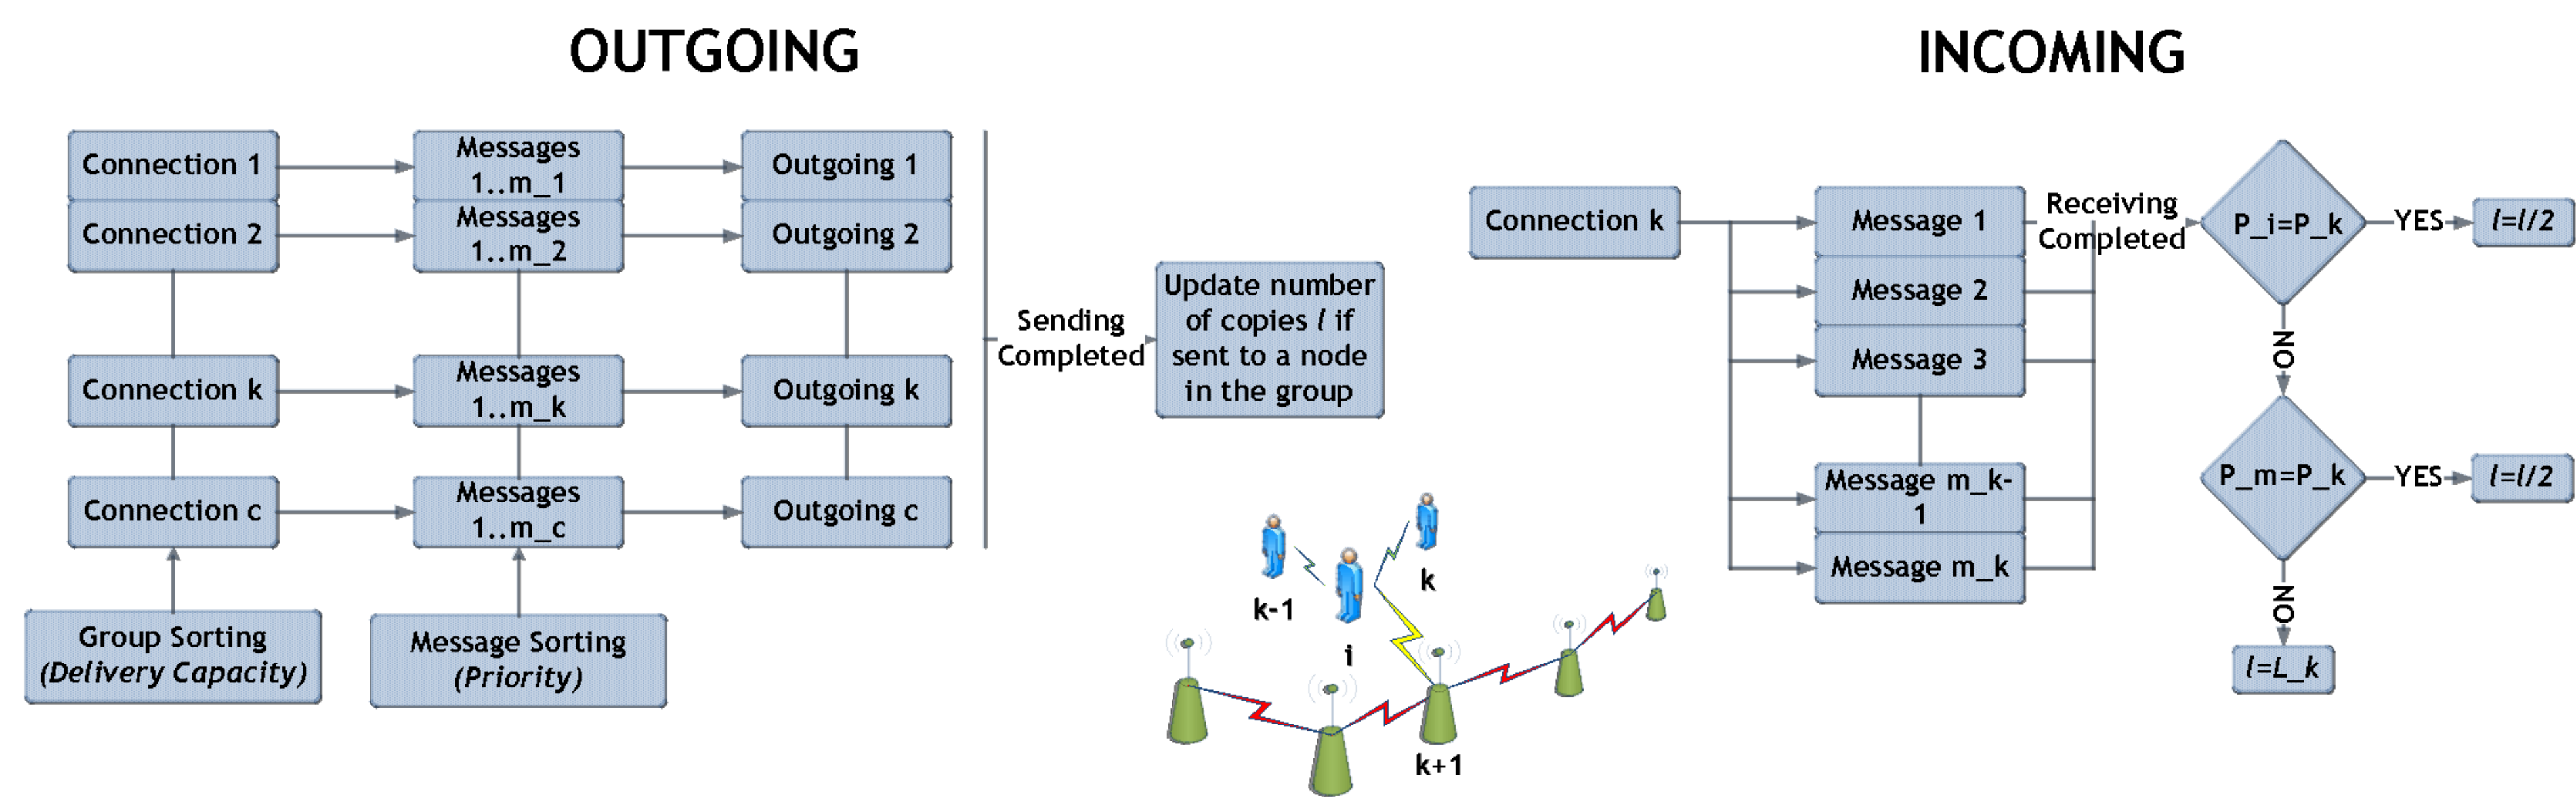 OUTGOING
INCOMING
Connection 1
Messages
1..m_1
Outgoing 1
Connection 2
Messages
1..m_2
Outgoing 2
Connection k
Messages
1..m_k
Outgoing k
Connection c
Messages
1..m_c
Outgoing c
Group Sorting
(Delivery Capacity)
Message Sorting
(Priority)
Sending
Completed
Update number
of copies l if
sent to a node
in the group
k-1
i
k
k+1
Connection k
Message 1
Message 2
Message 3
Message m_k-
1
Message m_k
Receiving
Completed
P_i=P_k
YES
l=l/2
NO
P_m=P_k
YES
l=l/2
NO
l=L_k